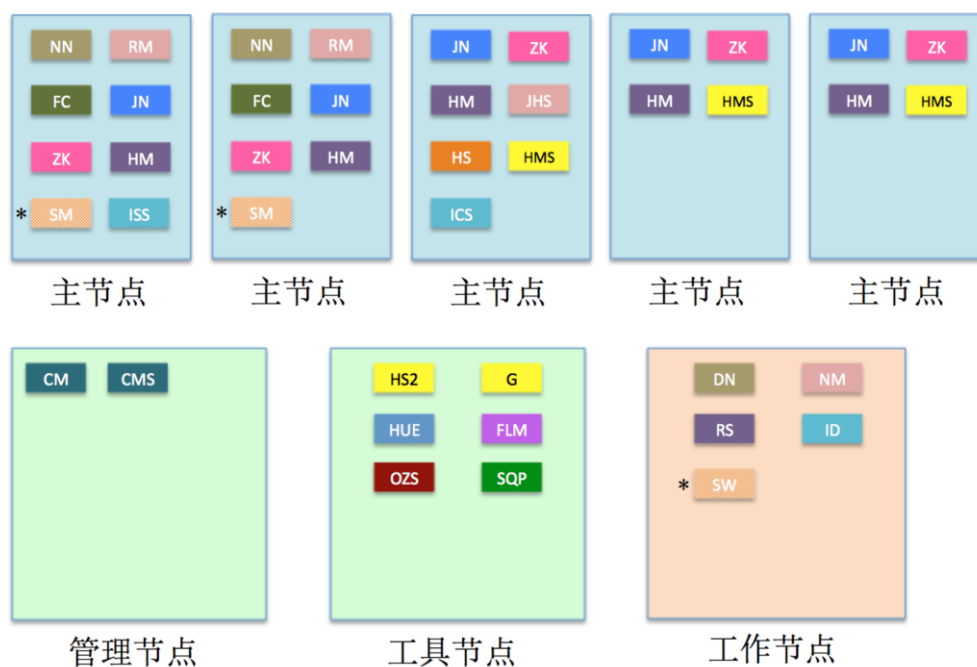 NN RM
FC JN
ZK HM
* SM ISS
主节点
NN RM
FC JN
ZK HM
* SM
主节点
JN ZK
HM JHS
HS HMS
ICS
主节点
JN ZK
HM HMS
主节点
JN ZK
HM HMS
主节点
CM CMS
管理节点
HS2 G
HUE FLM
OZS SQP
工具节点
DN NM
RS ID
* SW
工作节点